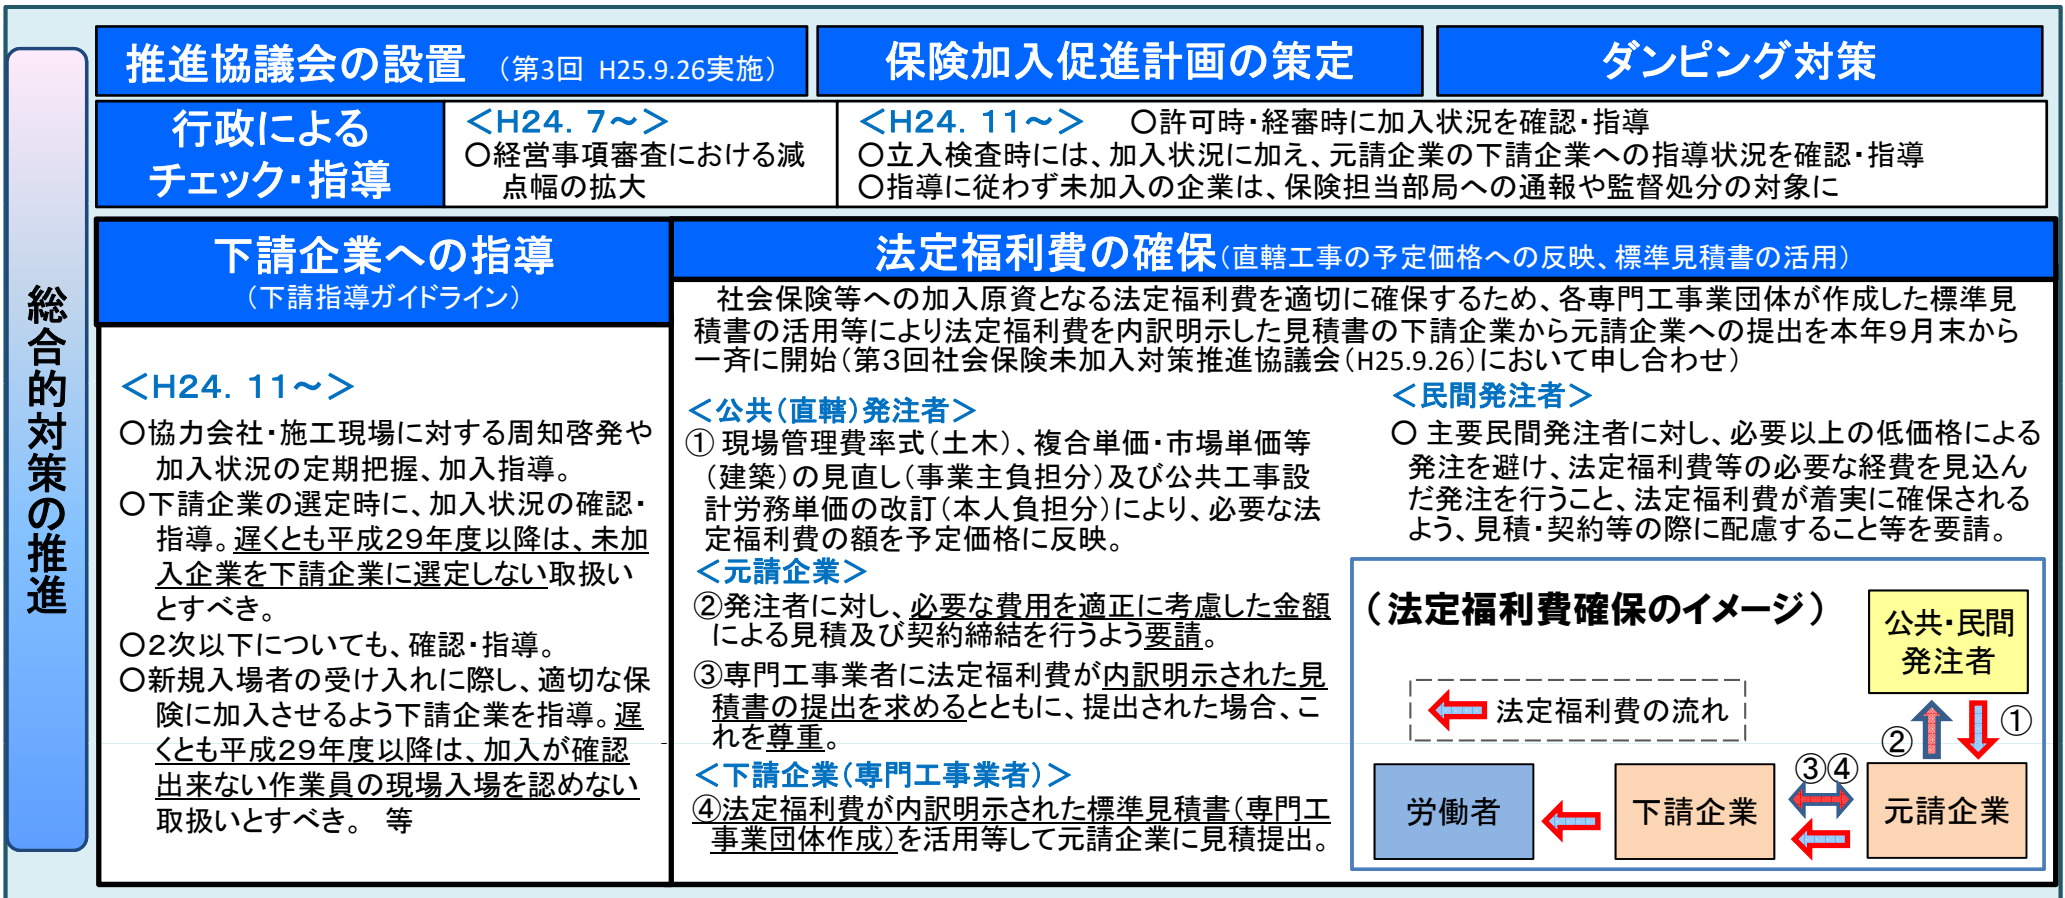 総合的対策の推進
推進協議会の設置 （第3回 H25.9.26実施）
保険加入促進計画の策定
ダンピング対策
行政による
チェック・指導
＜H24．7～＞
○経営事項審査における減
点幅の拡大
＜H24．11～＞ ○許可時・経審時に加入状況を確認・指導
○立入検査時には、加入状況に加え、元請企業の下請企業への指導状況を確認・指導
○指導に従わず未加入の企業は、保険担当部局への通報や監督処分の対象に
下請企業への指導
（下請指導ガイドライン）
＜H24．11～＞
○協力会社・施工現場に対する周知啓発や
加入状況の定期把握、加入指導。
○下請企業の選定時に、加入状況の確認・
指導。遅くとも平成29年度以降は、未加
入企業を下請企業に選定しない取扱い
とすべき。
○2次以下についても、確認・指導。
○新規入場者の受け入れに際し、適切な保
険に加入させるよう下請企業を指導。遅
くとも平成29年度以降は、加入が確認
出来ない作業員の現場入場を認めない
取扱いとすべき。 等
法定福利費の確保（直轄工事の予定価格への反映、標準見積書の活用）
社会保険等への加入原資となる法定福利費を適切に確保するため、各専門工事業団体が作成した標準見
積書の活用等により法定福利費を内訳明示した見積書の下請企業から元請企業への提出を本年9月末から
一斉に開始（第3回社会保険未加入対策推進協議会（H25.9.26）において申し合わせ）
＜公共（直轄）発注者＞
① 現場管理費率式（土木）、複合単価・市場単価等
（建築）の見直し（事業主負担分）及び公共工事設
計労務単価の改訂（本人負担分）により、必要な法
定福利費の額を予定価格に反映。
＜元請企業＞
②発注者に対し、必要な費用を適正に考慮した金額
による見積及び契約締結を行うよう要請。
③専門工事業者に法定福利費が内訳明示された見
積書の提出を求めるとともに、提出された場合、こ
れを尊重。
＜下請企業（専門工事業者）＞
④法定福利費が内訳明示された標準見積書（専門工
事業団体作成）を活用等して元請企業に見積提出。
＜民間発注者＞
○ 主要民間発注者に対し、必要以上の低価格による
発注を避け、法定福利費等の必要な経費を見込ん
だ発注を行うこと、法定福利費が着実に確保される
よう、見積・契約等の際に配慮すること等を要請。
（法定福利費確保のイメージ）
公共・民間
発注者
法定福利費の流れ
②
①
③④
労働者
下請企業
元請企業